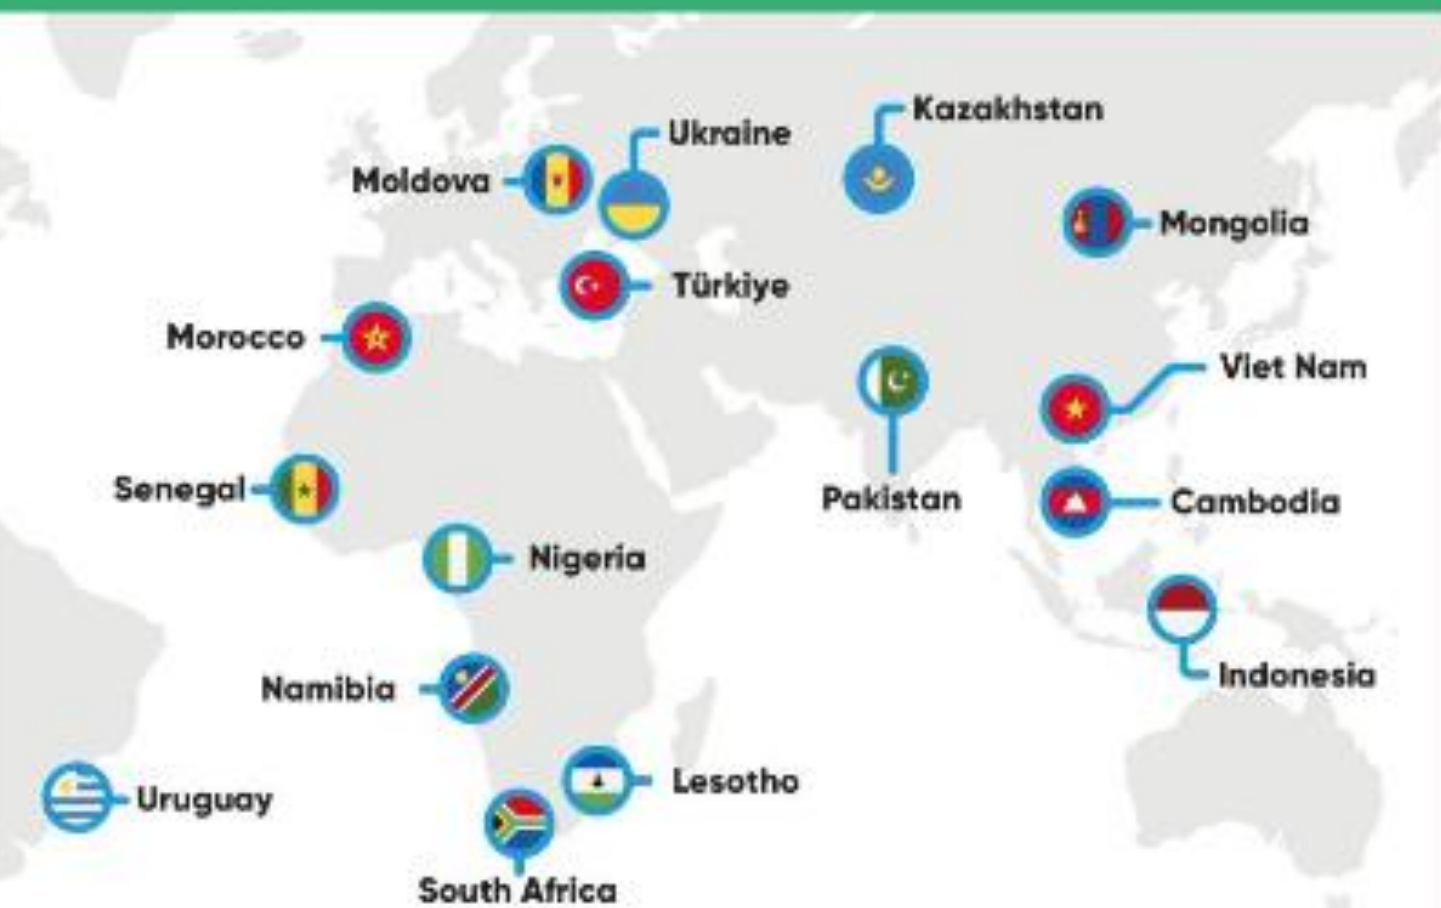 Kazakhstan
Ukraine
Moldova
Mongolia
Türkiye
Morocco
Viet Nam
Senegal
Pakistan
Cambodia
Nigeria
Indonesia
Namibia
Lesotho
Uruguay
South Africa